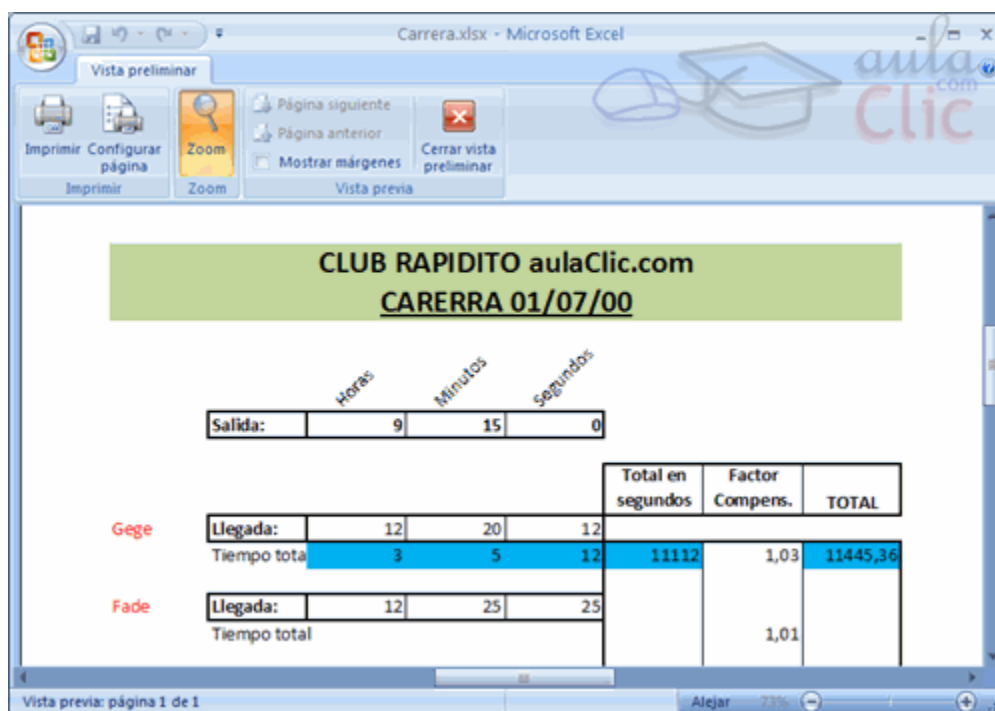 Carrera.xlsx - Microsoft Excel
aula
.com
Clic
Vista preliminar
Imprimir
Configurar
página
Zoom
Página siguiente
Página anterior
Mostrar márgenes
Cerrar vista
preliminar
Imprimir
Zoom
Vista previa
CLUB RAPIDITO aulaClic.com
CARERRA 01/07/00
Horas Minutos Segundos
Salida: 9 15 0
Total en Factor
segundos Compens. TOTAL
Gege Llegada: 12 20 12
Tiempo tota 3 5 12 11112 1,03 11445,36
Fade Llegada: 12 25 25
Tiempo total 1,01
Vista previa: página 1 de 1 Alejar 73%